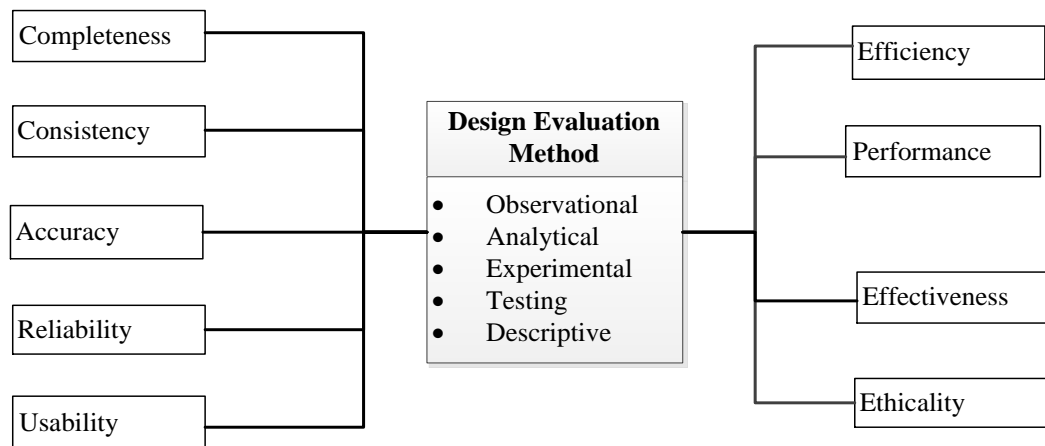 Completeness
Consistency
Accuracy
Reliability
Usability
Design Evaluation
Method
• Observational
• Analytical
• Experimental
• Testing
• Descriptive
Efficiency
Performance
Effectiveness
Ethicality